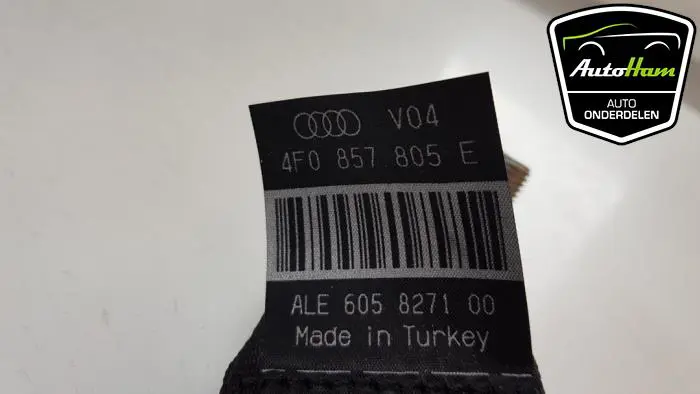 V04
4F0 857 805 E
ALE 605 8271 00
Made in Turkey
AutoHam
AUTO
ONDERDELEN